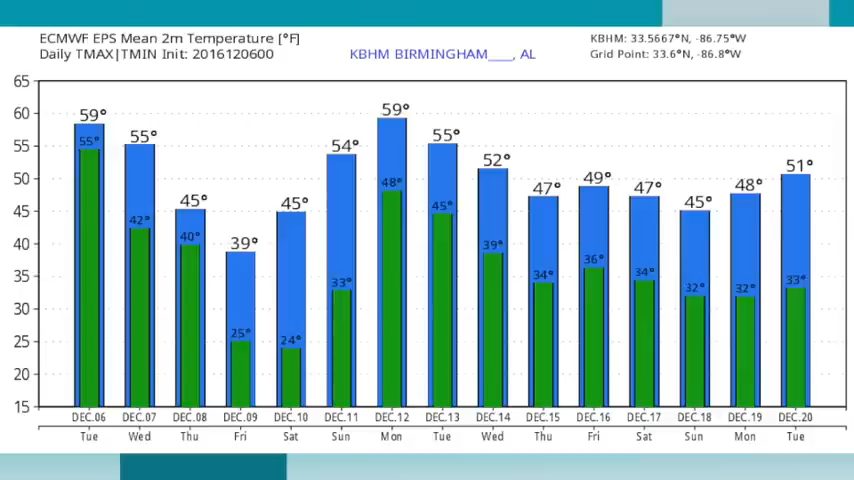 ECMWF EPS Mean 2m Temperature [°F]
Daily TMAX|TMIN Init: 2016120600
KBHM BIRMINGHAM____, AL
KBHM: 33.5667°N, -86.75°W
Grid Point: 33.6°N, -86.8°W
65
60
55
50
45
40
35
30
25
20
15
59° 55° 45° 39° 45° 54° 59° 55° 52° 47° 49° 47° 45° 48° 51°
55° 42° 40° 25° 24° 33° 48° 45° 39° 34° 36° 34° 32° 32° 33°
DEC.06 DEC.07 DEC.08 DEC.09 DEC.10 DEC.11 DEC.12 DEC.13 DEC.14 DEC.15 DEC.16 DEC.17 DEC.18 DEC.19 DEC.20
Tue Wed Thu Fri Sat Sun Mon Tue Wed Thu Fri Sat Sun Mon Tue